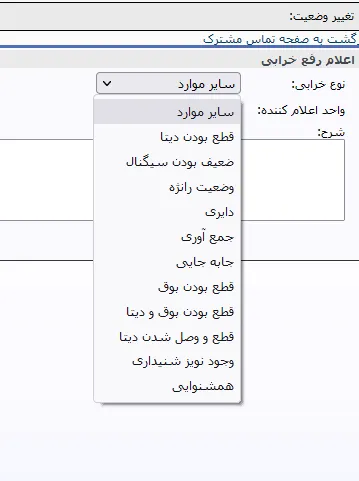 تغییر وضعیت:
گشت به صفحه تماس مشترک
اعلام رفع خرابی
نوع خرابی:
سایر موارد
واحد اعلام کننده:
شرح:
سایر موارد
قطع بودن دیتا
ضعیف بودن سیگنال
وضعیت رانژه
دایری
جمع آوری
جابه جایی
قطع بودن بوق
قطع بودن بوق و دیتا
قطع و وصل شدن دیتا
وجود نویز شنیداری
همشنوایی